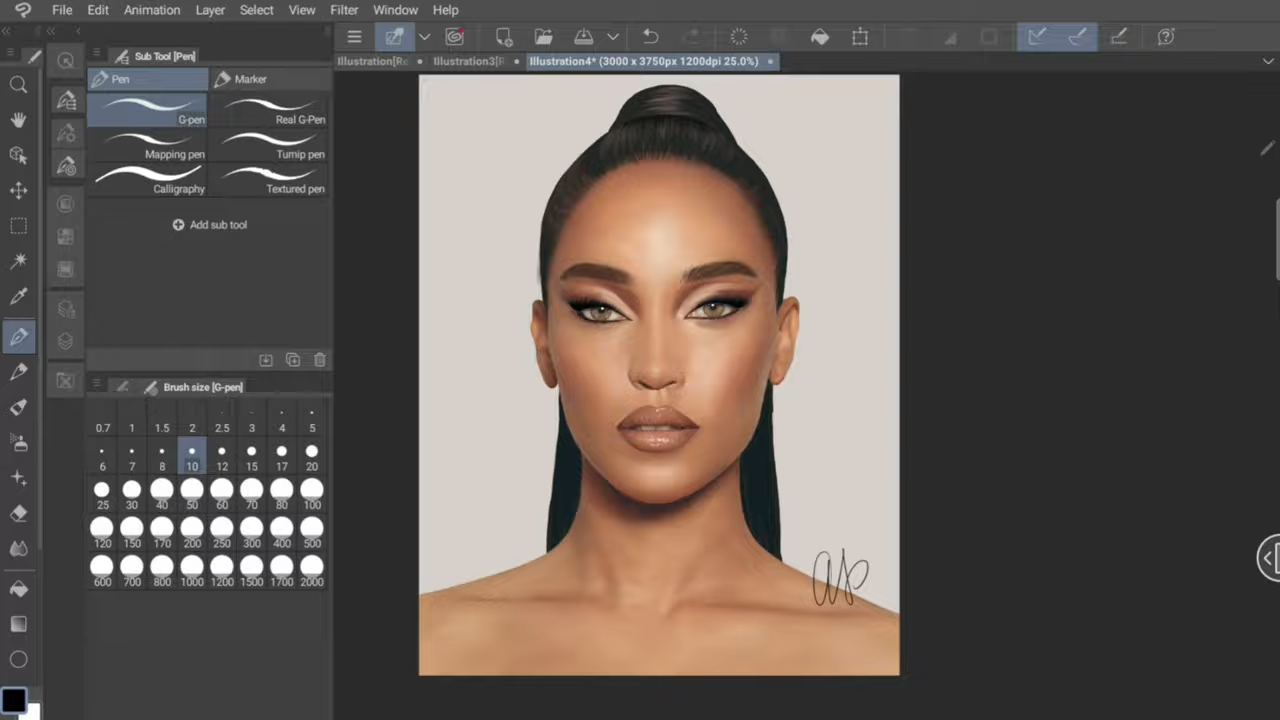 File Edit Animation Layer Select View Filter Window Help
Sub Tool [Pen]
Illustration4* (3000 x 3750px 1200dpi 25.0%)
Pen Marker
G-pen Real G-Pen
Mapping pen Turnip pen
Calligraphy Textured pen
Add sub tool
Brush size [G-pen]
0.7 1 1.5 2 2.5 3 4 5
6 7 8 10 12 15 17 20
25 30 40 50 60 70 80 100
120 150 170 200 250 300 400 500
600 700 800 1000 1200 1500 1700 2000